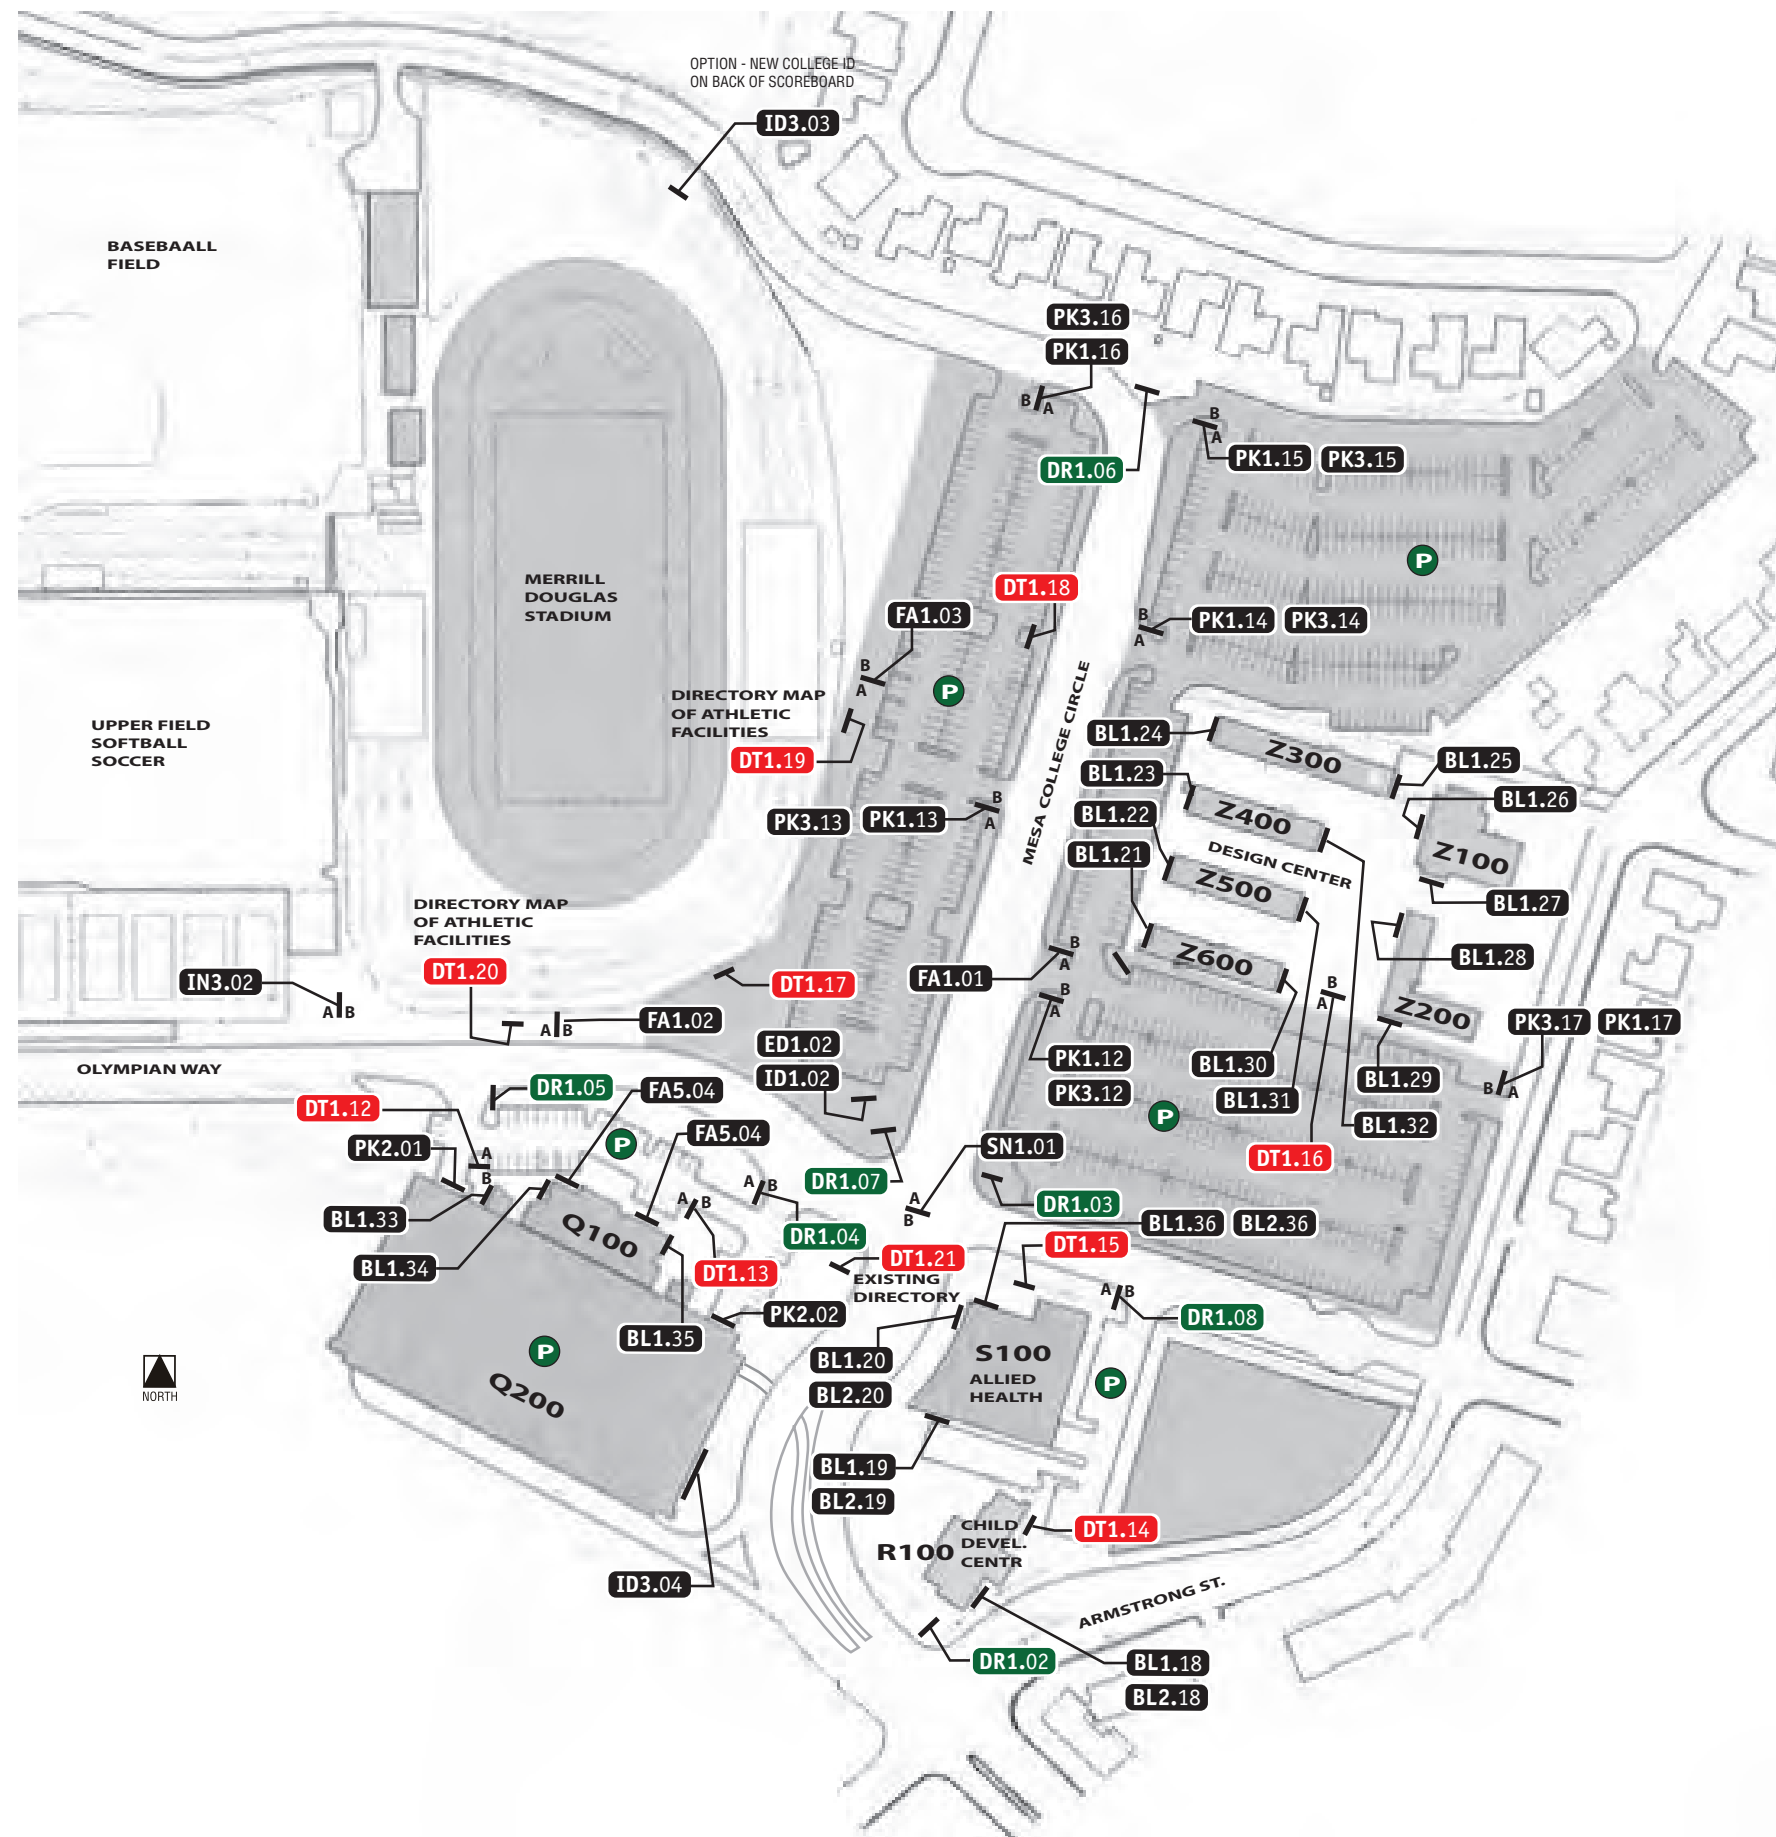 OPTION - NEW COLLEGE ID
ON BACK OF SCOREBOARD
ID3.03
BASEBAALL
FIELD
PK3.16
PK1.16
B
A
DR1.06
B
A
PK1.15
PK3.15
P
MERRILL
DOUGLAS
STADIUM
DT1.18
FA1.03
B
A
B
A
PK1.14
PK3.14
P
DIRECTORY MAP
OF ATHLETIC
FACILITIES
DT1.19
UPPER FIELD
SOFTBALL
SOCCER
MESA COLLEGE CIRCLE
BL1.24
Z300
BL1.25
BL1.23
BL1.26
PK3.13
PK1.13
B
A
BL1.22
Z400
Z100
BL1.21
DESIGN CENTER
Z500
BL1.27
DIRECTORY MAP
OF ATHLETIC
FACILITIES
DT1.20
IN3.02
A
B
A
B
FA1.02
DT1.17
FA1.01
B
A
Z600
BL1.28
B
A
B
A
Z200
PK3.17
PK1.17
ED1.02
ID1.02
PK1.12
PK3.12
BL1.30
BL1.29
BL1.31
BL1.32
B
A
P
OLYMPIAN WAY
DR1.05
FA5.04
DT1.12
P
FA5.04
PK2.01
A
B
SN1.01
DT1.16
A
B
A
B
DR1.07
A
B
DR1.03
BL1.33
Q100
DR1.04
BL1.36
BL2.36
BL1.34
DT1.13
DT1.21
EXISTING
DIRECTORY
DT1.15
A
B
DR1.08
PK2.02
BL1.35
P
Q200
BL1.20
BL2.20
S100
ALLIED
HEALTH
P
NORTH
BL1.19
BL2.19
R100
CHILD
DEVEL.
CENTR
DT1.14
ID3.04
ARMSTRONG ST.
DR1.02
BL1.18
BL2.18